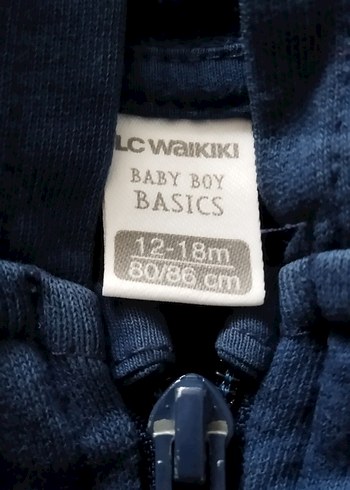 LC WAIKIKI
BABY BOY
BASICS
12-18m
80/86 cm